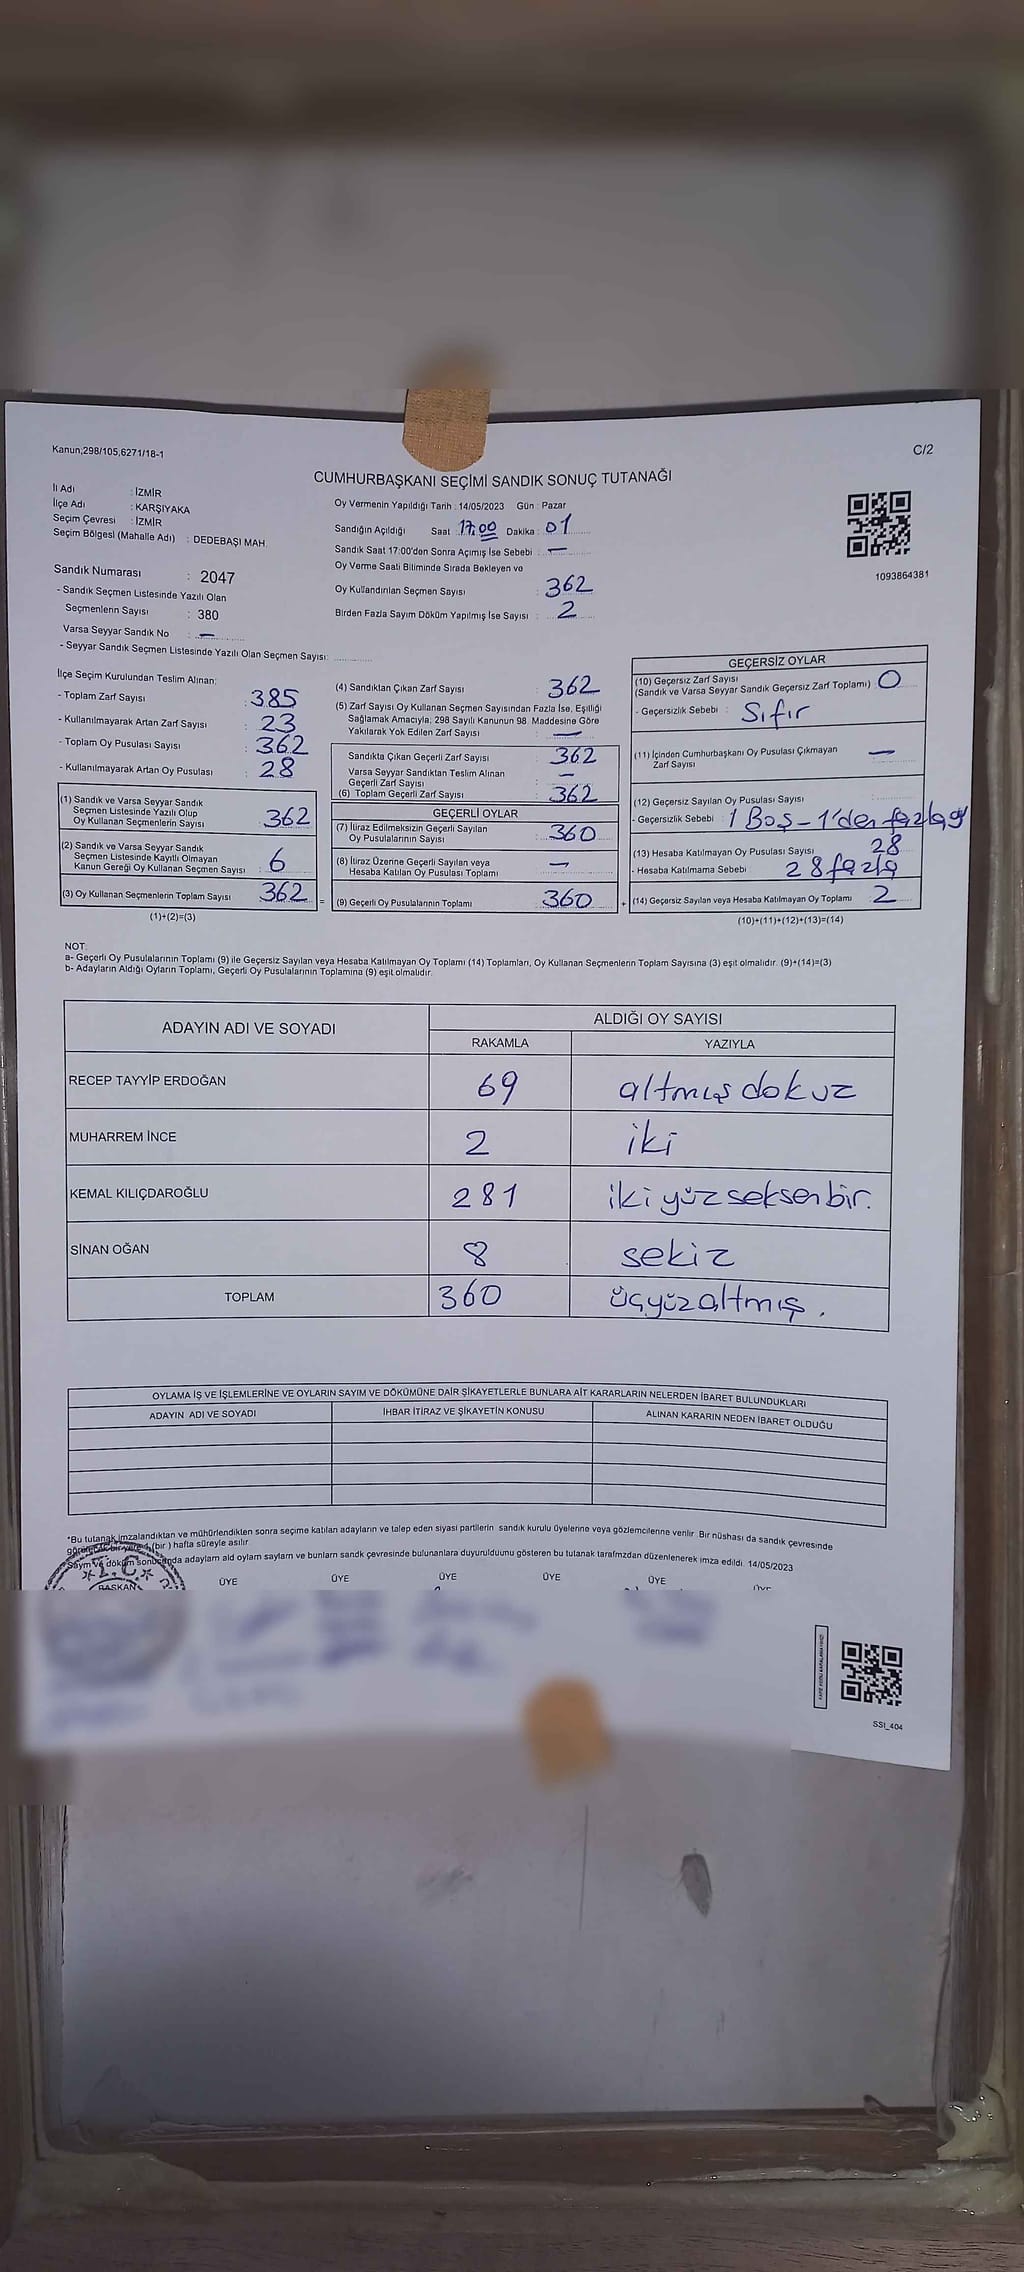 Kanun;298/105,6271/18-1
C/2
CUMHURBAŞKANI SEÇİMİ SANDIK SONUÇ TUTANAĞI
İl Adı : İZMİR
İlçe Adı : KARŞIYAKA
Seçim Çevresi : İZMİR
Seçim Bölgesi (Mahalle Adı) : DEDEBAŞI MAH.
Sandık Numarası : 2047
- Sandık Seçmen Listesinde Yazılı Olan
Seçmenlerin Sayısı : 380
Varsa Seyyar Sandık No : —
- Seyyar Sandık Seçmen Listesinde Yazılı Olan Seçmen Sayısı:
Oy Vermenin Yapıldığı Tarih : 14/05/2023 Gün : Pazar
Sandığın Açıldığı Saat : 17,00 Dakika : 01
Sandık Saat 17:00'den Sonra Açımış İse Sebebi : —
Oy Verme Saati Bitiminde Sırada Bekleyen ve
Oy Kullandırılan Seçmen Sayısı : 362
Birden Fazla Sayım Döküm Yapılmış İse Sayısı : 2
1093864381
İlçe Seçim Kurulundan Teslim Alınan:
- Toplam Zarf Sayısı : 385
- Kullanılmayarak Artan Zarf Sayısı : 23
- Toplam Oy Pusulası Sayısı : 362
- Kullanılmayarak Artan Oy Pusulası : 28
(1) Sandık ve Varsa Seyyar Sandık
Seçmen Listesinde Yazılı Olup
Oy Kullanan Seçmenlerin Sayısı : 362
(2) Sandık ve Varsa Seyyar Sandık
Seçmen Listesinde Kayıtlı Olmayan
Kanun Gereği Oy Kullanan Seçmen Sayısı : 6
(3) Oy Kullanan Seçmenlerin Toplam Sayısı : 362 =
(1)+(2)=(3)
(4) Sandıktan Çıkan Zarf Sayısı : 362
(5) Zarf Sayısı Oy Kullanan Seçmen Sayısından Fazla İse, Eşitliği
Sağlamak Amacıyla; 298 Sayılı Kanunun 98. Maddesine Göre
Yakılarak Yok Edilen Zarf Sayısı : —
Sandıkta Çıkan Geçerli Zarf Sayısı : 362
Varsa Seyyar Sandıktan Teslim Alınan
Geçerli Zarf Sayısı : —
(6) Toplam Geçerli Zarf Sayısı : 362
GEÇERLİ OYLAR
(7) İtiraz Edilmeksizin Geçerli Sayılan
Oy Pusulalarının Sayısı : 360
(8) İtiraz Üzerine Geçerli Sayılan veya
Hesaba Katılan Oy Pusulası Toplamı : —
(9) Geçerli Oy Pusulalarının Toplamı : 360 +
GEÇERSİZ OYLAR
(10) Geçersiz Zarf Sayısı
(Sandık ve Varsa Seyyar Sandık Geçersiz Zarf Toplamı) : 0
- Geçersizlik Sebebi : Sıfır
(11) İçinden Cumhurbaşkanı Oy Pusulası Çıkmayan
Zarf Sayısı : —
(12) Geçersiz Sayılan Oy Pusulası Sayısı :
- Geçersizlik Sebebi : 1 Boş - 1'den fazla oy
(13) Hesaba Katılmayan Oy Pusulası Sayısı : 28
- Hesaba Katılmama Sebebi : 28 fazla
(14) Geçersiz Sayılan veya Hesaba Katılmayan Oy Toplamı : 2
(10)+(11)+(12)+(13)=(14)
NOT:
a- Geçerli Oy Pusulalarının Toplamı (9) ile Geçersiz Sayılan veya Hesaba Katılmayan Oy Toplamı (14) Toplamları, Oy Kullanan Seçmenlerin Toplam Sayısına (3) eşit olmalıdır. (9)+(14)=(3)
b- Adayların Aldığı Oyların Toplamı, Geçerli Oy Pusulalarının Toplamına (9) eşit olmalıdır.
ADAYIN ADI VE SOYADI ALDIĞI OY SAYISI
RAKAMLA YAZIYLA
RECEP TAYYİP ERDOĞAN 69 altmış dokuz
MUHARREM İNCE 2 iki
KEMAL KILIÇDAROĞLU 281 iki yüz seksen bir.
SİNAN OĞAN 8 sekiz
TOPLAM 360 üçyüzaltmış.
OYLAMA İŞ VE İŞLEMLERİNE VE OYLARIN SAYIM VE DÖKÜMÜNE DAİR ŞİKAYETLERLE BUNLARA AİT KARARLARIN NELERDEN İBARET BULUNDUKLARI
ADAYIN ADI VE SOYADI İHBAR İTİRAZ VE ŞİKAYETİN KONUSU ALINAN KARARIN NEDEN İBARET OLDUĞU
*Bu tutanak imzalandıktan ve mühürlendikten sonra seçime katılan adayların ve talep eden siyasi partilerin sandık kurulu üyelerine veya gözlemcilerine verilir. Bir nüshası da sandık çevresinde
bir yere 1 (bir) hafta süreyle asılır.
Sayım ve döküm adayların aldı oyların sayıların ve bunların sandk çevresinde bulunanlara duyurulduunu gösteren bu tutanak tarafmzdan düzenlenerek imza edildi. 14/05/2023
T.C.
BAŞKAN ÜYE ÜYE ÜYE ÜYE ÜYE
SSI_404